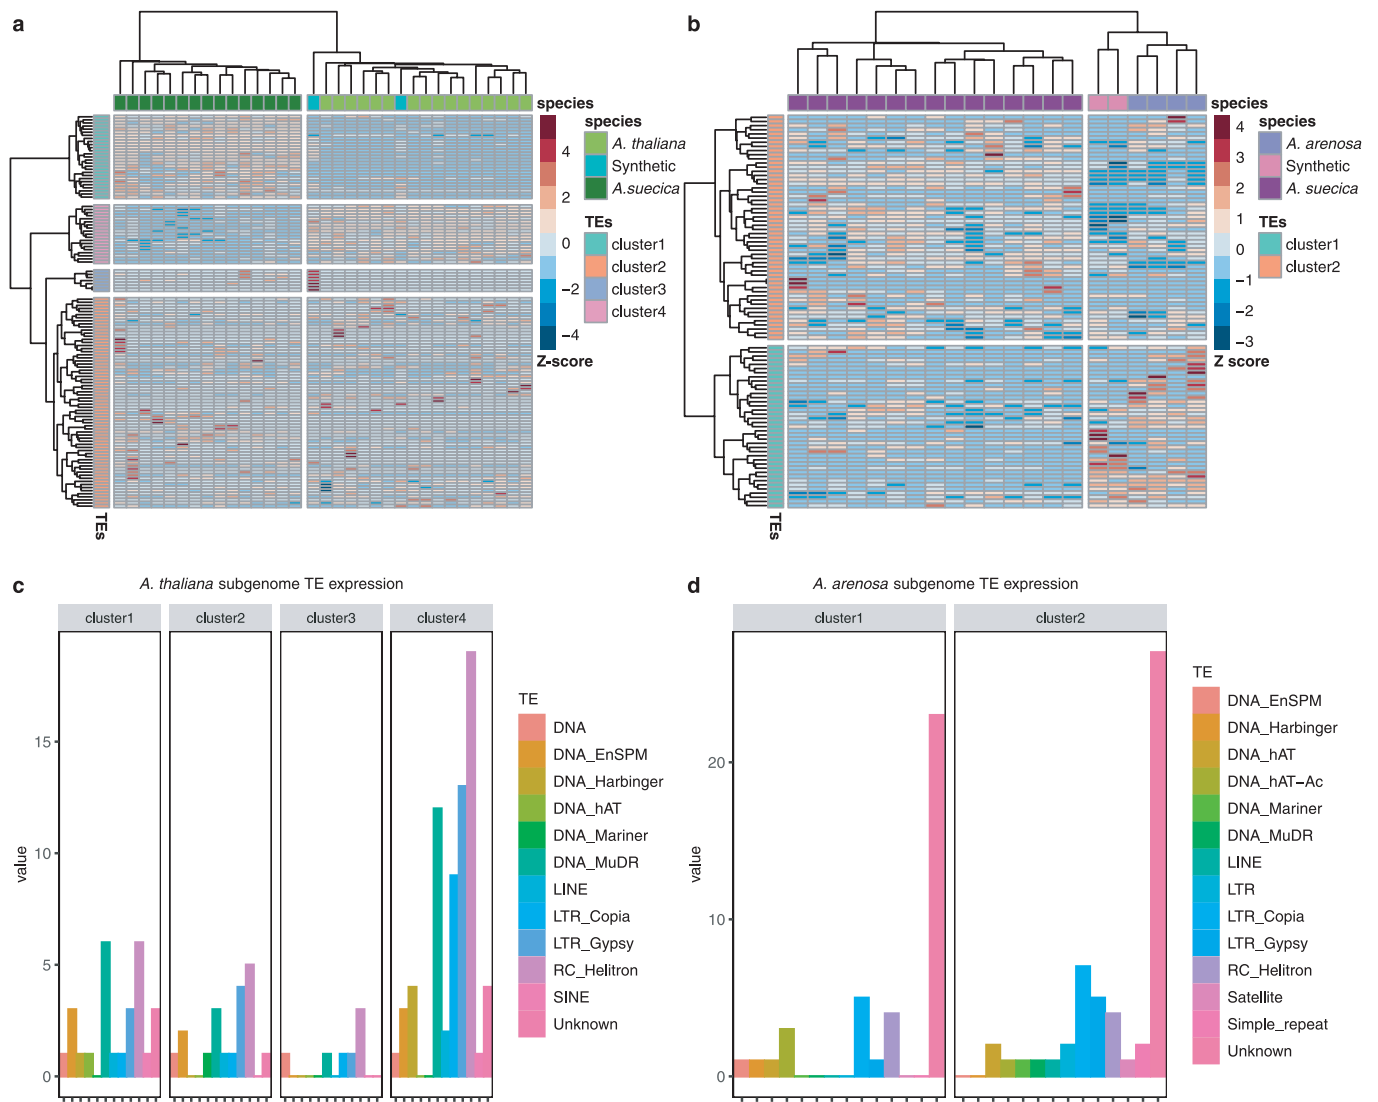 a
species
4
2
0
−2
−4
Z-score
species
A. thaliana
Synthetic
A.suecica
TEs
cluster1
cluster2
cluster3
cluster4
TEs
b
species
4
3
2
1
0
−1
−2
−3
Z score
species
A. arenosa
Synthetic
A. suecica
TEs
cluster1
cluster2
TEs
c
A. thaliana subgenome TE expression
cluster1
cluster2
cluster3
cluster4
value
15
10
5
0
TE
DNA
DNA_EnSPM
DNA_Harbinger
DNA_hAT
DNA_Mariner
DNA_MuDR
LINE
LTR_Copia
LTR_Gypsy
RC_Helitron
SINE
Unknown
d
A. arenosa subgenome TE expression
cluster1
cluster2
value
20
10
0
TE
DNA_EnSPM
DNA_Harbinger
DNA_hAT
DNA_hAT−Ac
DNA_Mariner
DNA_MuDR
LINE
LTR
LTR_Copia
LTR_Gypsy
RC_Helitron
Satellite
Simple_repeat
Unknown